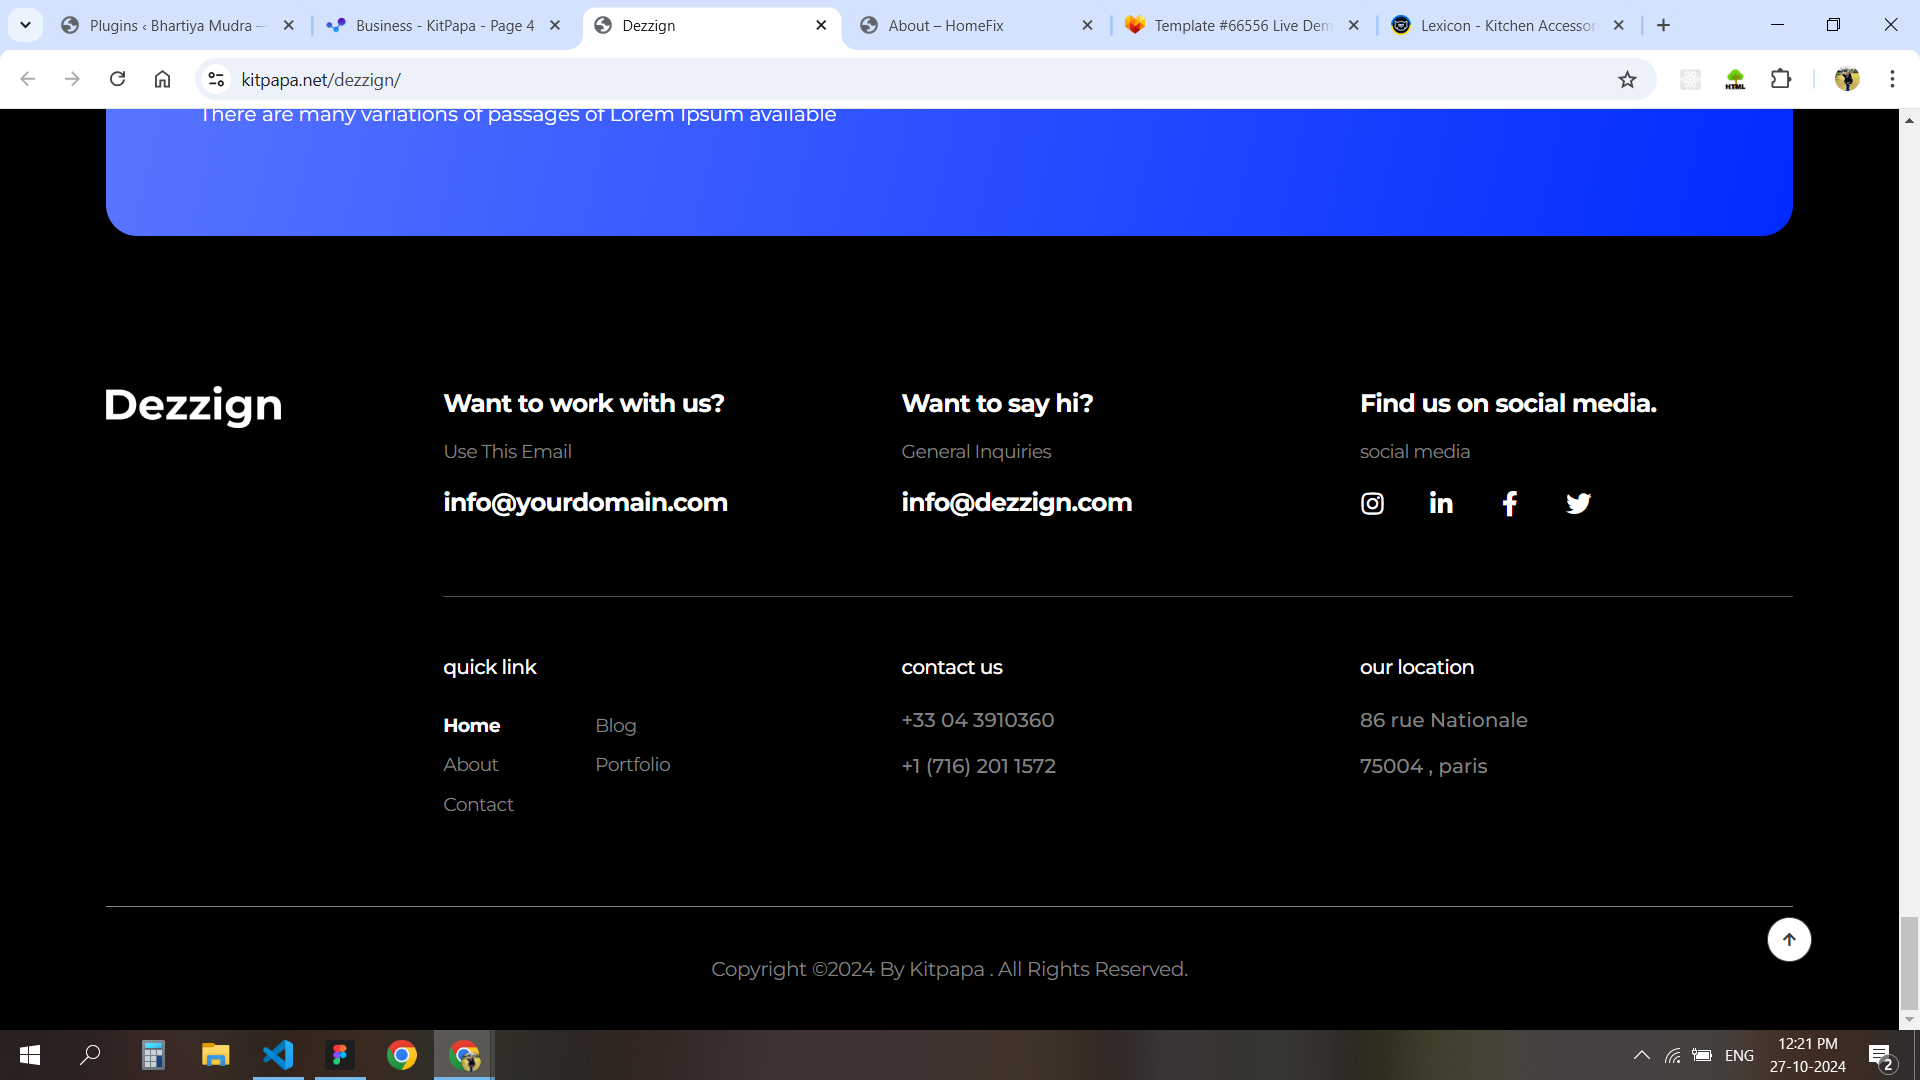 Plugins ‹ Bhartiya Mudra —
Business - KitPapa - Page 4
Dezzign
About – HomeFix
Template #66556 Live Dem
Lexicon - Kitchen Accessor
kitpapa.net/dezzign/
HTML
There are many variations of passages of Lorem Ipsum available
Dezzign
Want to work with us?
Use This Email
info@yourdomain.com
Want to say hi?
General Inquiries
info@dezzign.com
Find us on social media.
social media
quick link
Home
Blog
About
Portfolio
Contact
contact us
+33 04 3910360
+1 (716) 201 1572
our location
86 rue Nationale
75004 , paris
Copyright ©2024 By Kitpapa . All Rights Reserved.
ENG
12:21 PM
27-10-2024
2